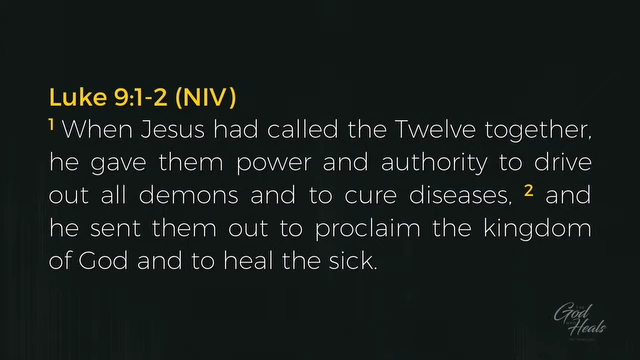 Luke 9:1-2 (NIV)
1 When Jesus had called the Twelve together,
he gave them power and authority to drive
out all demons and to cure diseases, 2 and
he sent them out to proclaim the kingdom
of God and to heal the sick.
God
Heals